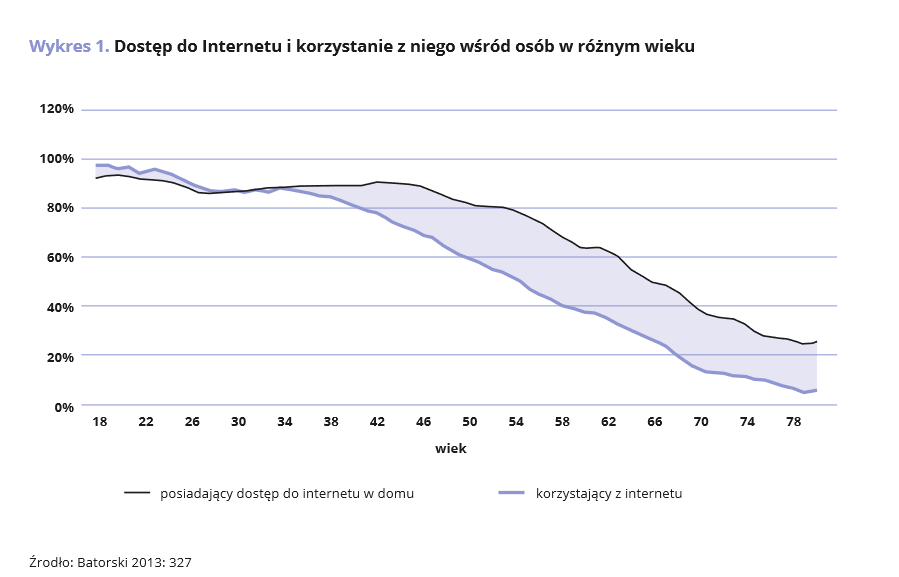 Wykres 1. Dostęp do Internetu i korzystanie z niego wśród osób w różnym wieku
120%
100%
80%
60%
40%
20%
0%
18 22 26 30 34 38 42 46 50 54 58 62 66 70 74 78
wiek
posiadający dostęp do internetu w domu korzystający z internetu
Źrodło: Batorski 2013: 327